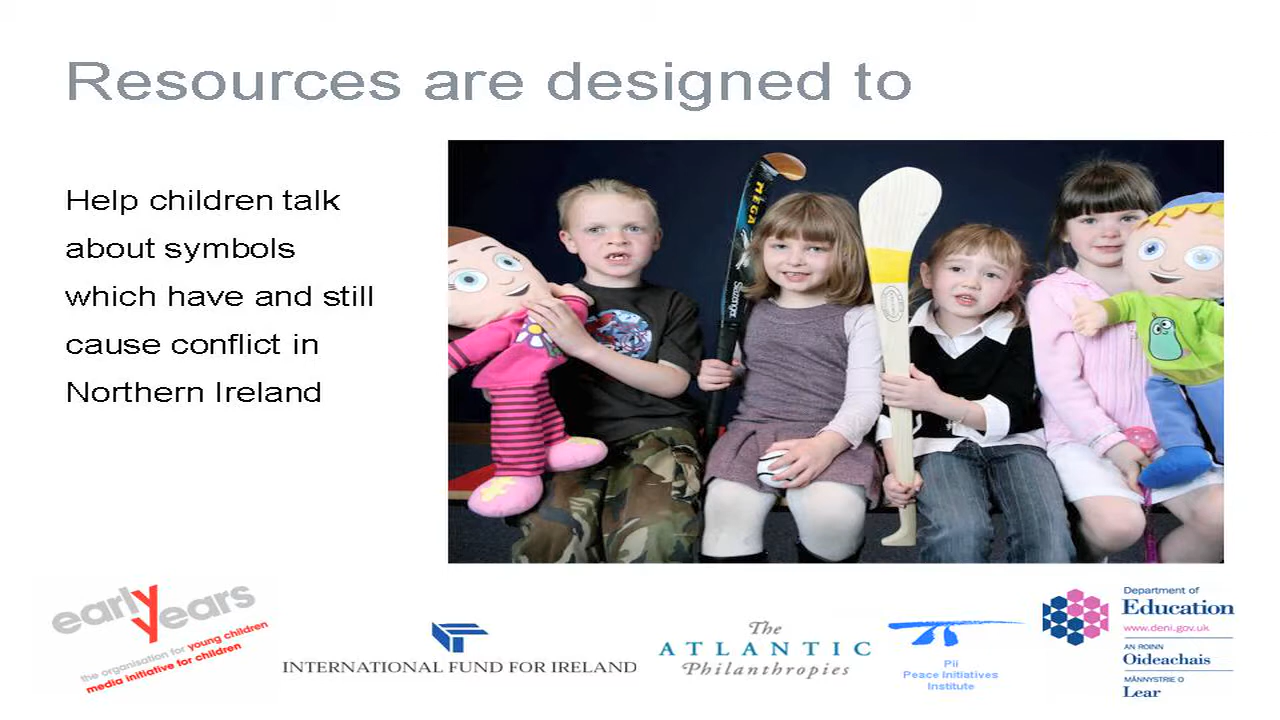 Resources are designed to
Help children talk
about symbols
which have and still
cause conflict in
Northern Ireland
MEGA
early years
the organisation for young children
media initiative for children
INTERNATIONAL FUND FOR IRELAND
The
ATLANTIC
Philanthropies
Pii
Peace Initiatives
Institute
Department of
Education
www.deni.gov.uk
AN ROINN
Oideachais
MÄNNYSTRIE O
Lear